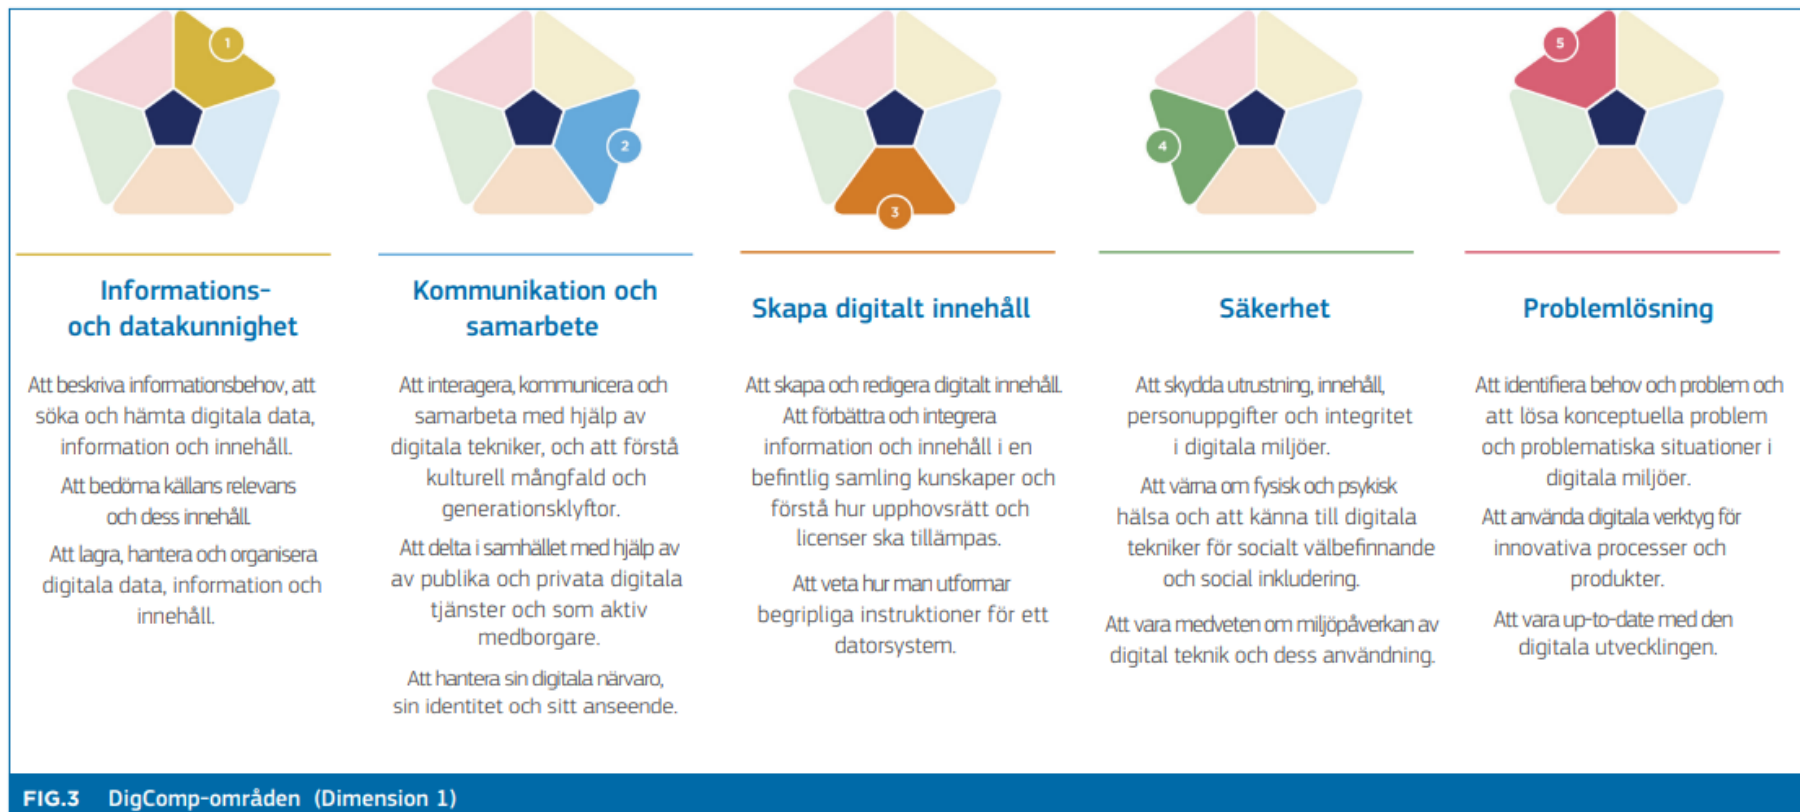 1
Informations-
och datakunnighet
Att beskriva informationsbehov, att
söka och hämta digitala data,
information och innehåll.
Att bedöma källans relevans
och dess innehåll.
Att lagra, hantera och organisera
digitala data, information och
innehåll.
2
Kommunikation och
samarbete
Att interagera, kommunicera och
samarbeta med hjälp av
digitala tekniker, och att förstå
kulturell mångfald och
generationsklyftor.
Att delta i samhället med hjälp av
av publika och privata digitala
tjänster och som aktiv
medborgare.
Att hantera sin digitala närvaro,
sin identitet och sitt anseende.
3
Skapa digitalt innehåll
Att skapa och redigera digitalt innehåll.
Att förbättra och integrera
information och innehåll i en
befintlig samling kunskaper och
förstå hur upphovsrätt och
licenser ska tillämpas.
Att veta hur man utformar
begripliga instruktioner för ett
datorsystem.
4
Säkerhet
Att skydda utrustning, innehåll,
personuppgifter och integritet
i digitala miljöer.
Att värna om fysisk och psykisk
hälsa och att känna till digitala
tekniker för socialt välbefinnande
och social inkludering.
Att vara medveten om miljöpåverkan av
digital teknik och dess användning.
5
Problemlösning
Att identifiera behov och problem och
att lösa konceptuella problem
och problematiska situationer i
digitala miljöer.
Att använda digitala verktyg för
innovativa processer och
produkter.
Att vara up-to-date med den
digitala utvecklingen.
FIG.3 DigComp-områden (Dimension 1)